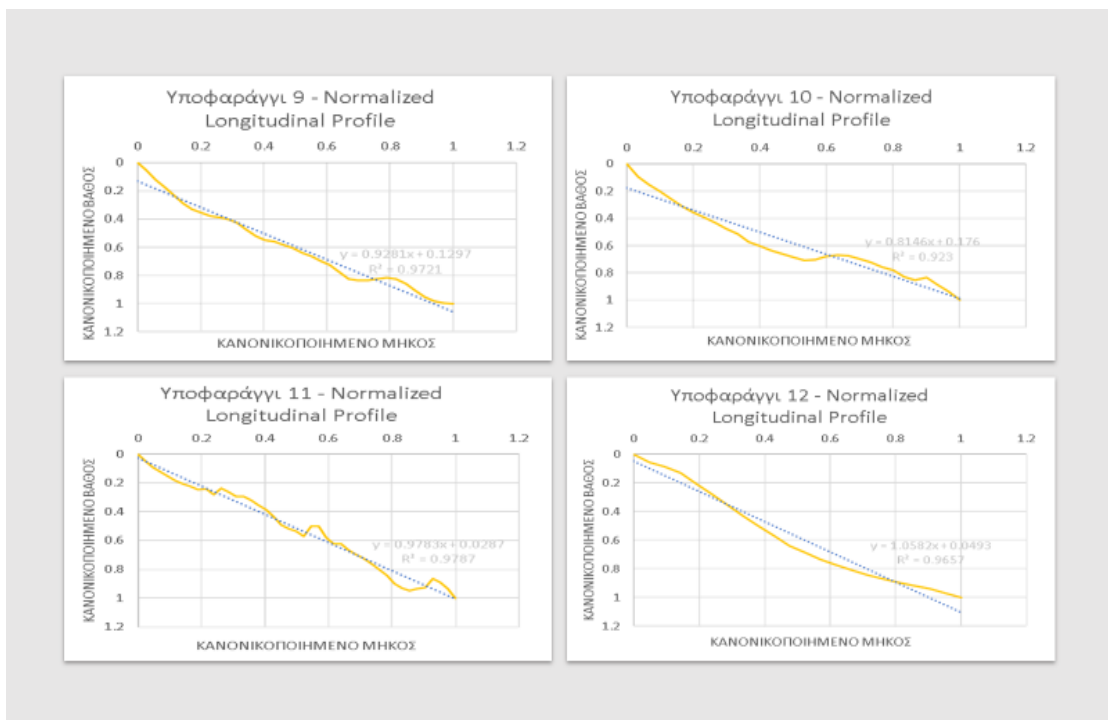 Υποφαράγγι 9 - Normalized
Longitudinal Profile
0 0.2 0.4 0.6 0.8 1 1.2
0
0.2
0.4
0.6
0.8
1
1.2
ΚΑΝΟΝΙΚΟΠΟΙΗΜΕΝΟ ΒΑΘΟΣ
y = 0.9281x + 0.1297
R² = 0.9721
ΚΑΝΟΝΙΚΟΠΟΙΗΜΕΝΟ ΜΗΚΟΣ
Υποφαράγγι 10 - Normalized
Longitudinal Profile
0 0.2 0.4 0.6 0.8 1 1.2
0
0.2
0.4
0.6
0.8
1
1.2
ΚΑΝΟΝΙΚΟΠΟΙΗΜΕΝΟ ΒΑΘΟΣ
y = 0.8146x + 0.176
R² = 0.923
ΚΑΝΟΝΙΚΟΠΟΙΗΜΕΝΟ ΜΗΚΟΣ
Υποφαράγγι 11 - Normalized
Longitudinal Profile
0 0.2 0.4 0.6 0.8 1 1.2
0
0.2
0.4
0.6
0.8
1
1.2
ΚΑΝΟΝΙΚΟΠΟΙΗΜΕΝΟ ΒΑΘΟΣ
y = 0.9783x + 0.0287
R² = 0.9787
ΚΑΝΟΝΙΚΟΠΟΙΗΜΕΝΟ ΜΗΚΟΣ
Υποφαράγγι 12 - Normalized
Longitudinal Profile
0 0.2 0.4 0.6 0.8 1 1.2
0
0.2
0.4
0.6
0.8
1
1.2
ΚΑΝΟΝΙΚΟΠΟΙΗΜΕΝΟ ΒΑΘΟΣ
y = 1.0582x + 0.0493
R² = 0.9657
ΚΑΝΟΝΙΚΟΠΟΙΗΜΕΝΟ ΜΗΚΟΣ